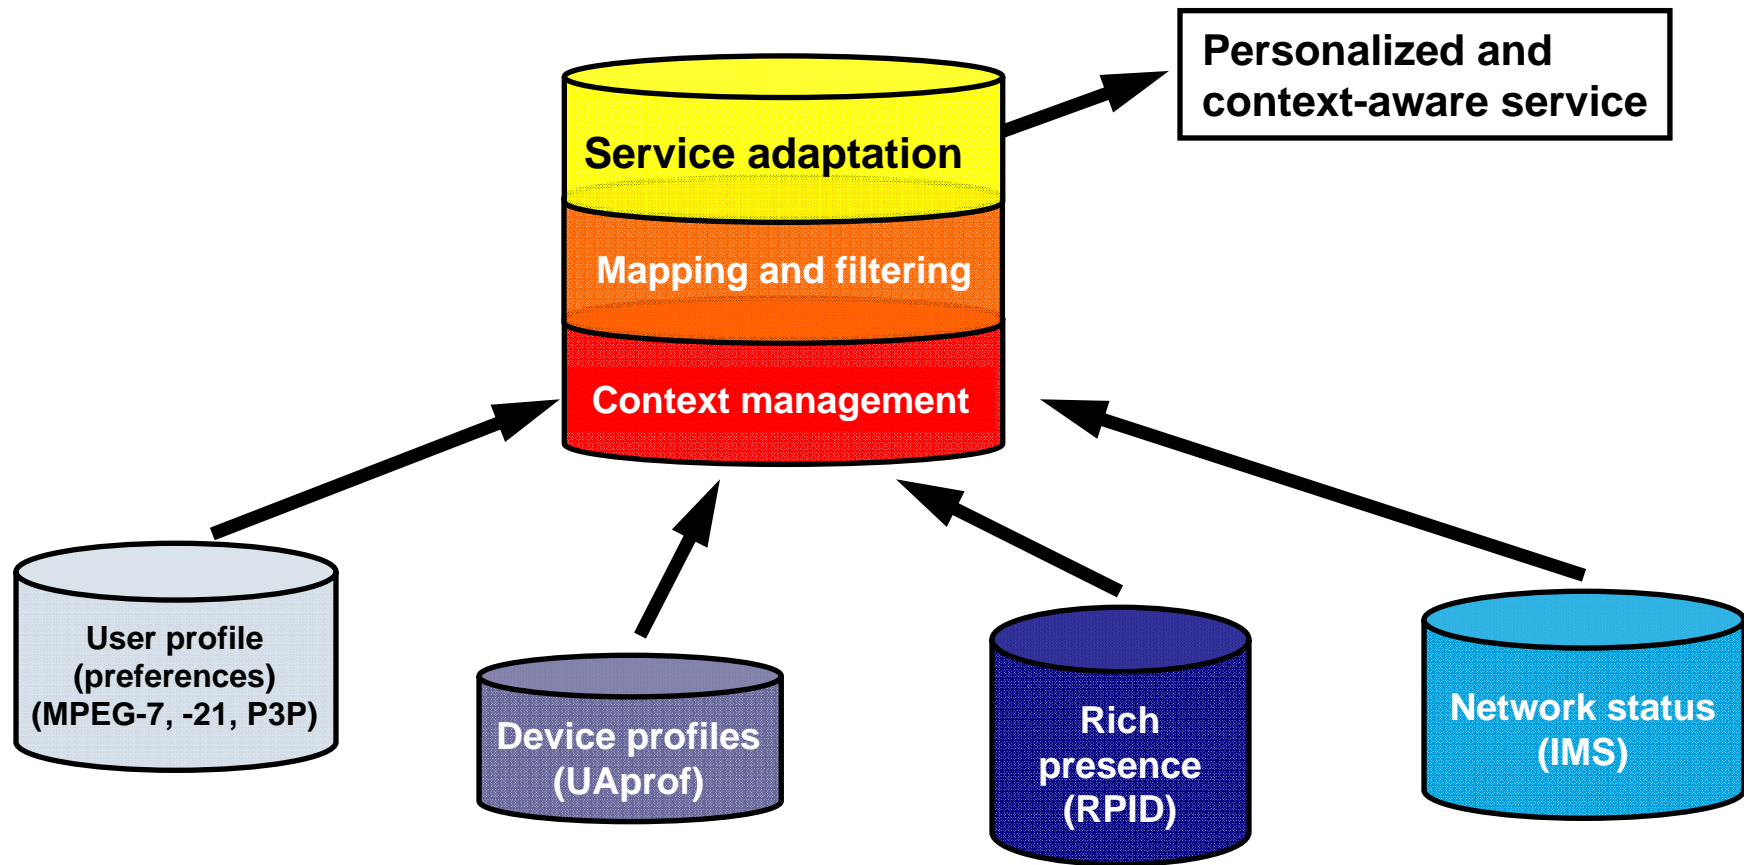 Personalized and
context-aware service
Service adaptation
Mapping and filtering
Context management
User profile
(preferences)
(MPEG-7, -21, P3P)
Device profiles
(UAprof)
Rich
presence
(RPID)
Network status
(IMS)